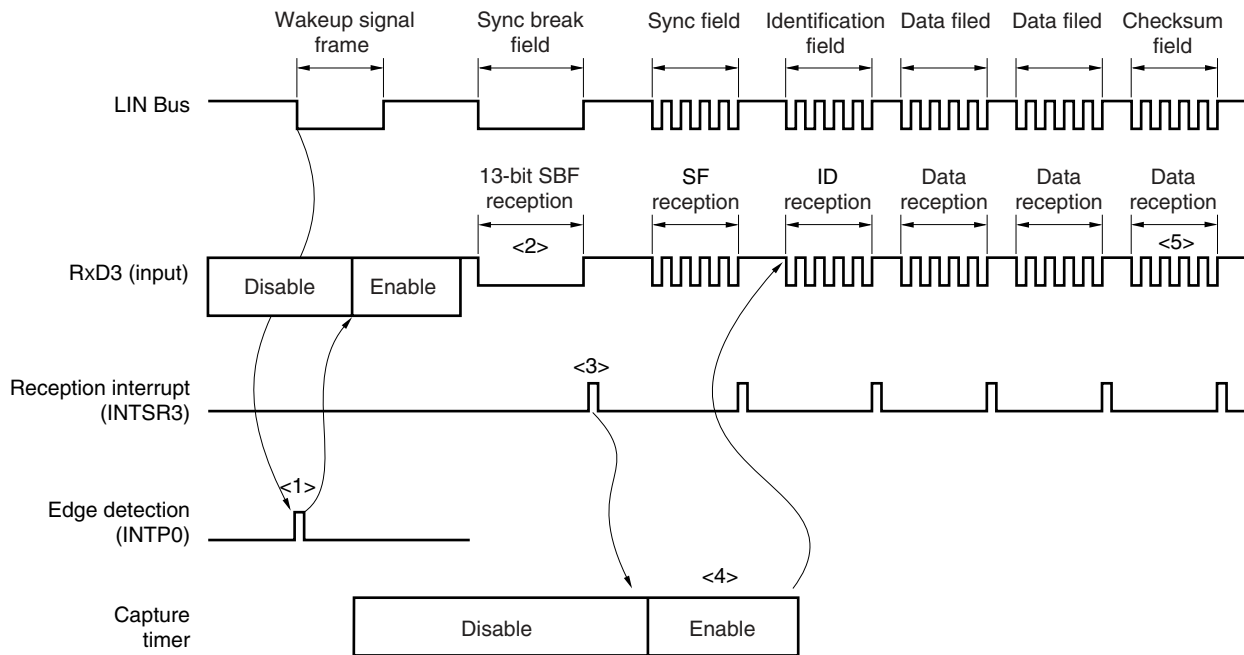 Wakeup signal
frame
Sync break
field
Sync field
Identification
field
Data filed
Data filed
Checksum
field
LIN Bus
13-bit SBF
reception
SF
reception
ID
reception
Data
reception
Data
reception
Data
reception
<2>
<5>
RxD3 (input)
Disable
Enable
Reception interrupt
(INTSR3)
<3>
Edge detection
(INTP0)
<1>
Capture
timer
Disable
<4>
Enable